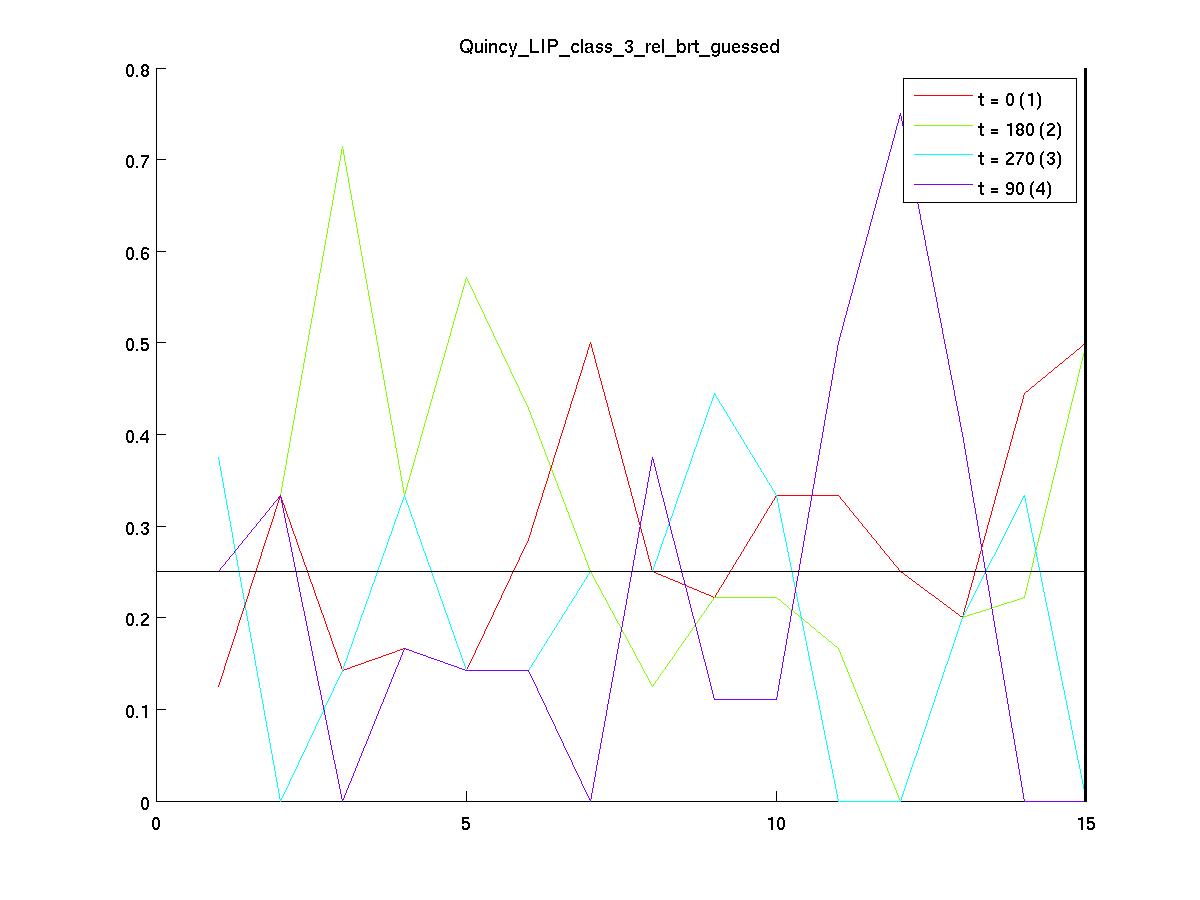 Quincy_LIP_class_3_rel_brt_guessed
0.8
0.7
0.6
0.5
0.4
0.3
0.2
0.1
0
0 5 10 15
t = 0 (1)
t = 180 (2)
t = 270 (3)
t = 90 (4)